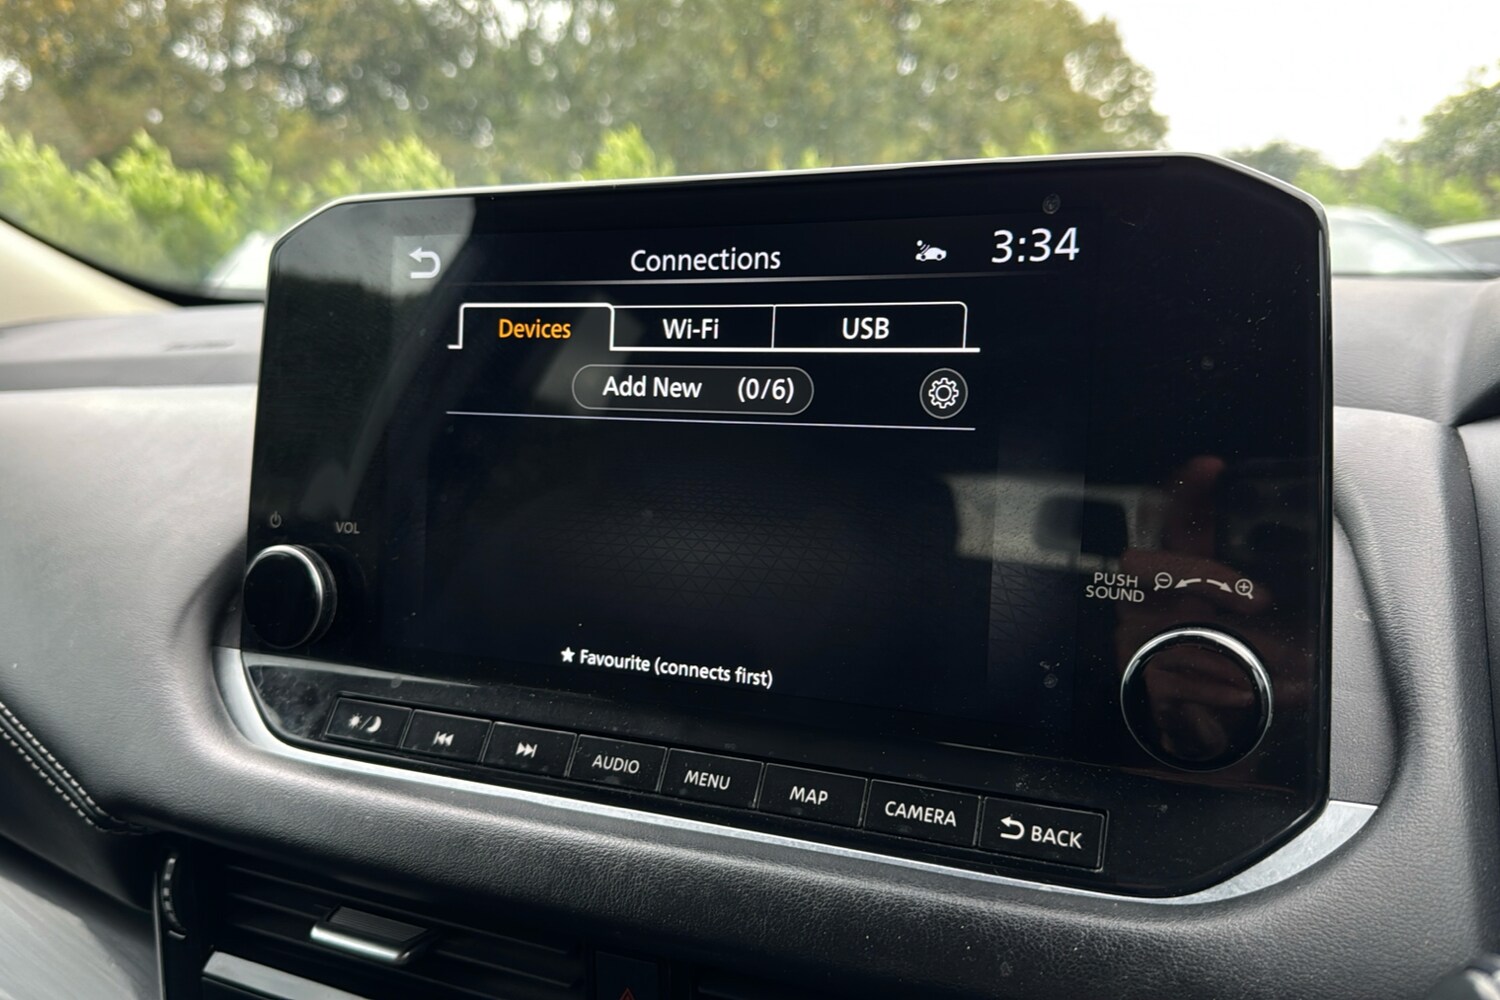 Connections
3:34
Devices
Wi-Fi
USB
Add New (0/6)
★ Favourite (connects first)
VOL
PUSH
SOUND
AUDIO
MENU
MAP
CAMERA
BACK